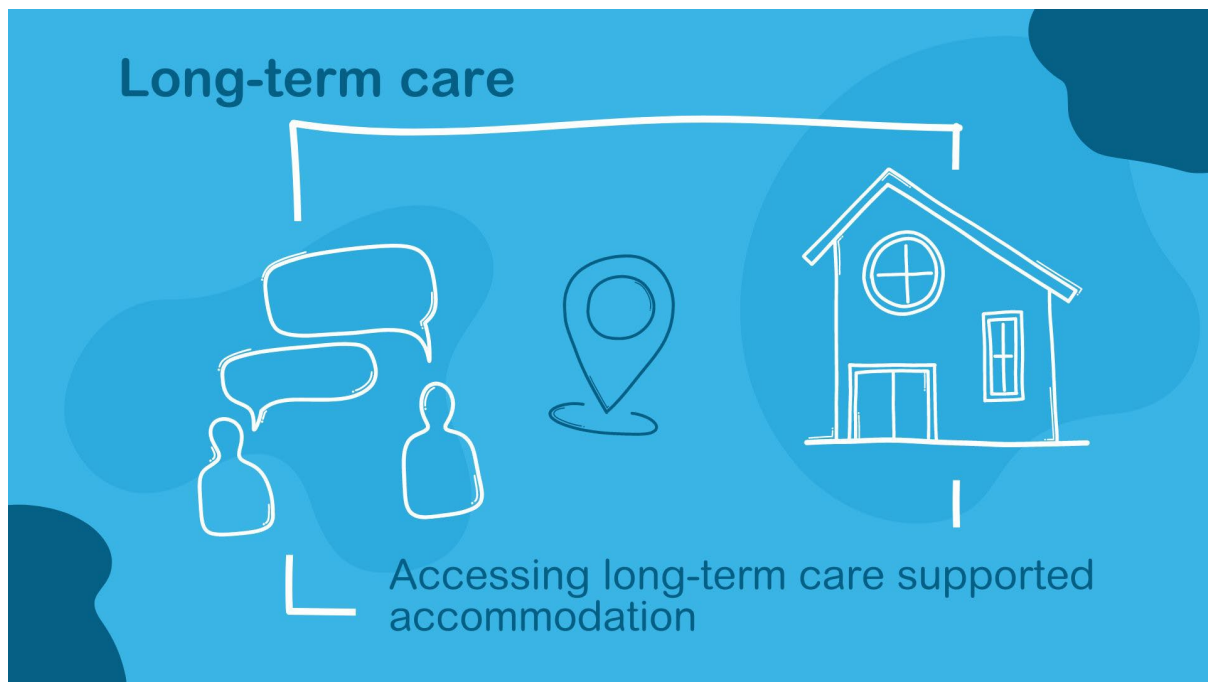 Long-term care
Accessing long-term care supported
accommodation